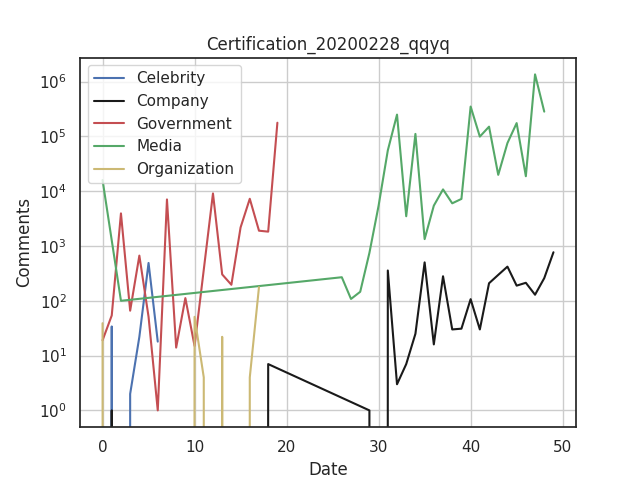 Certification_20200228_qqyq
Celebrity
Company
Government
Media
Organization
10^6
10^5
10^4
10^3
10^2
10^1
10^0
Comments
0 10 20 30 40 50
Date